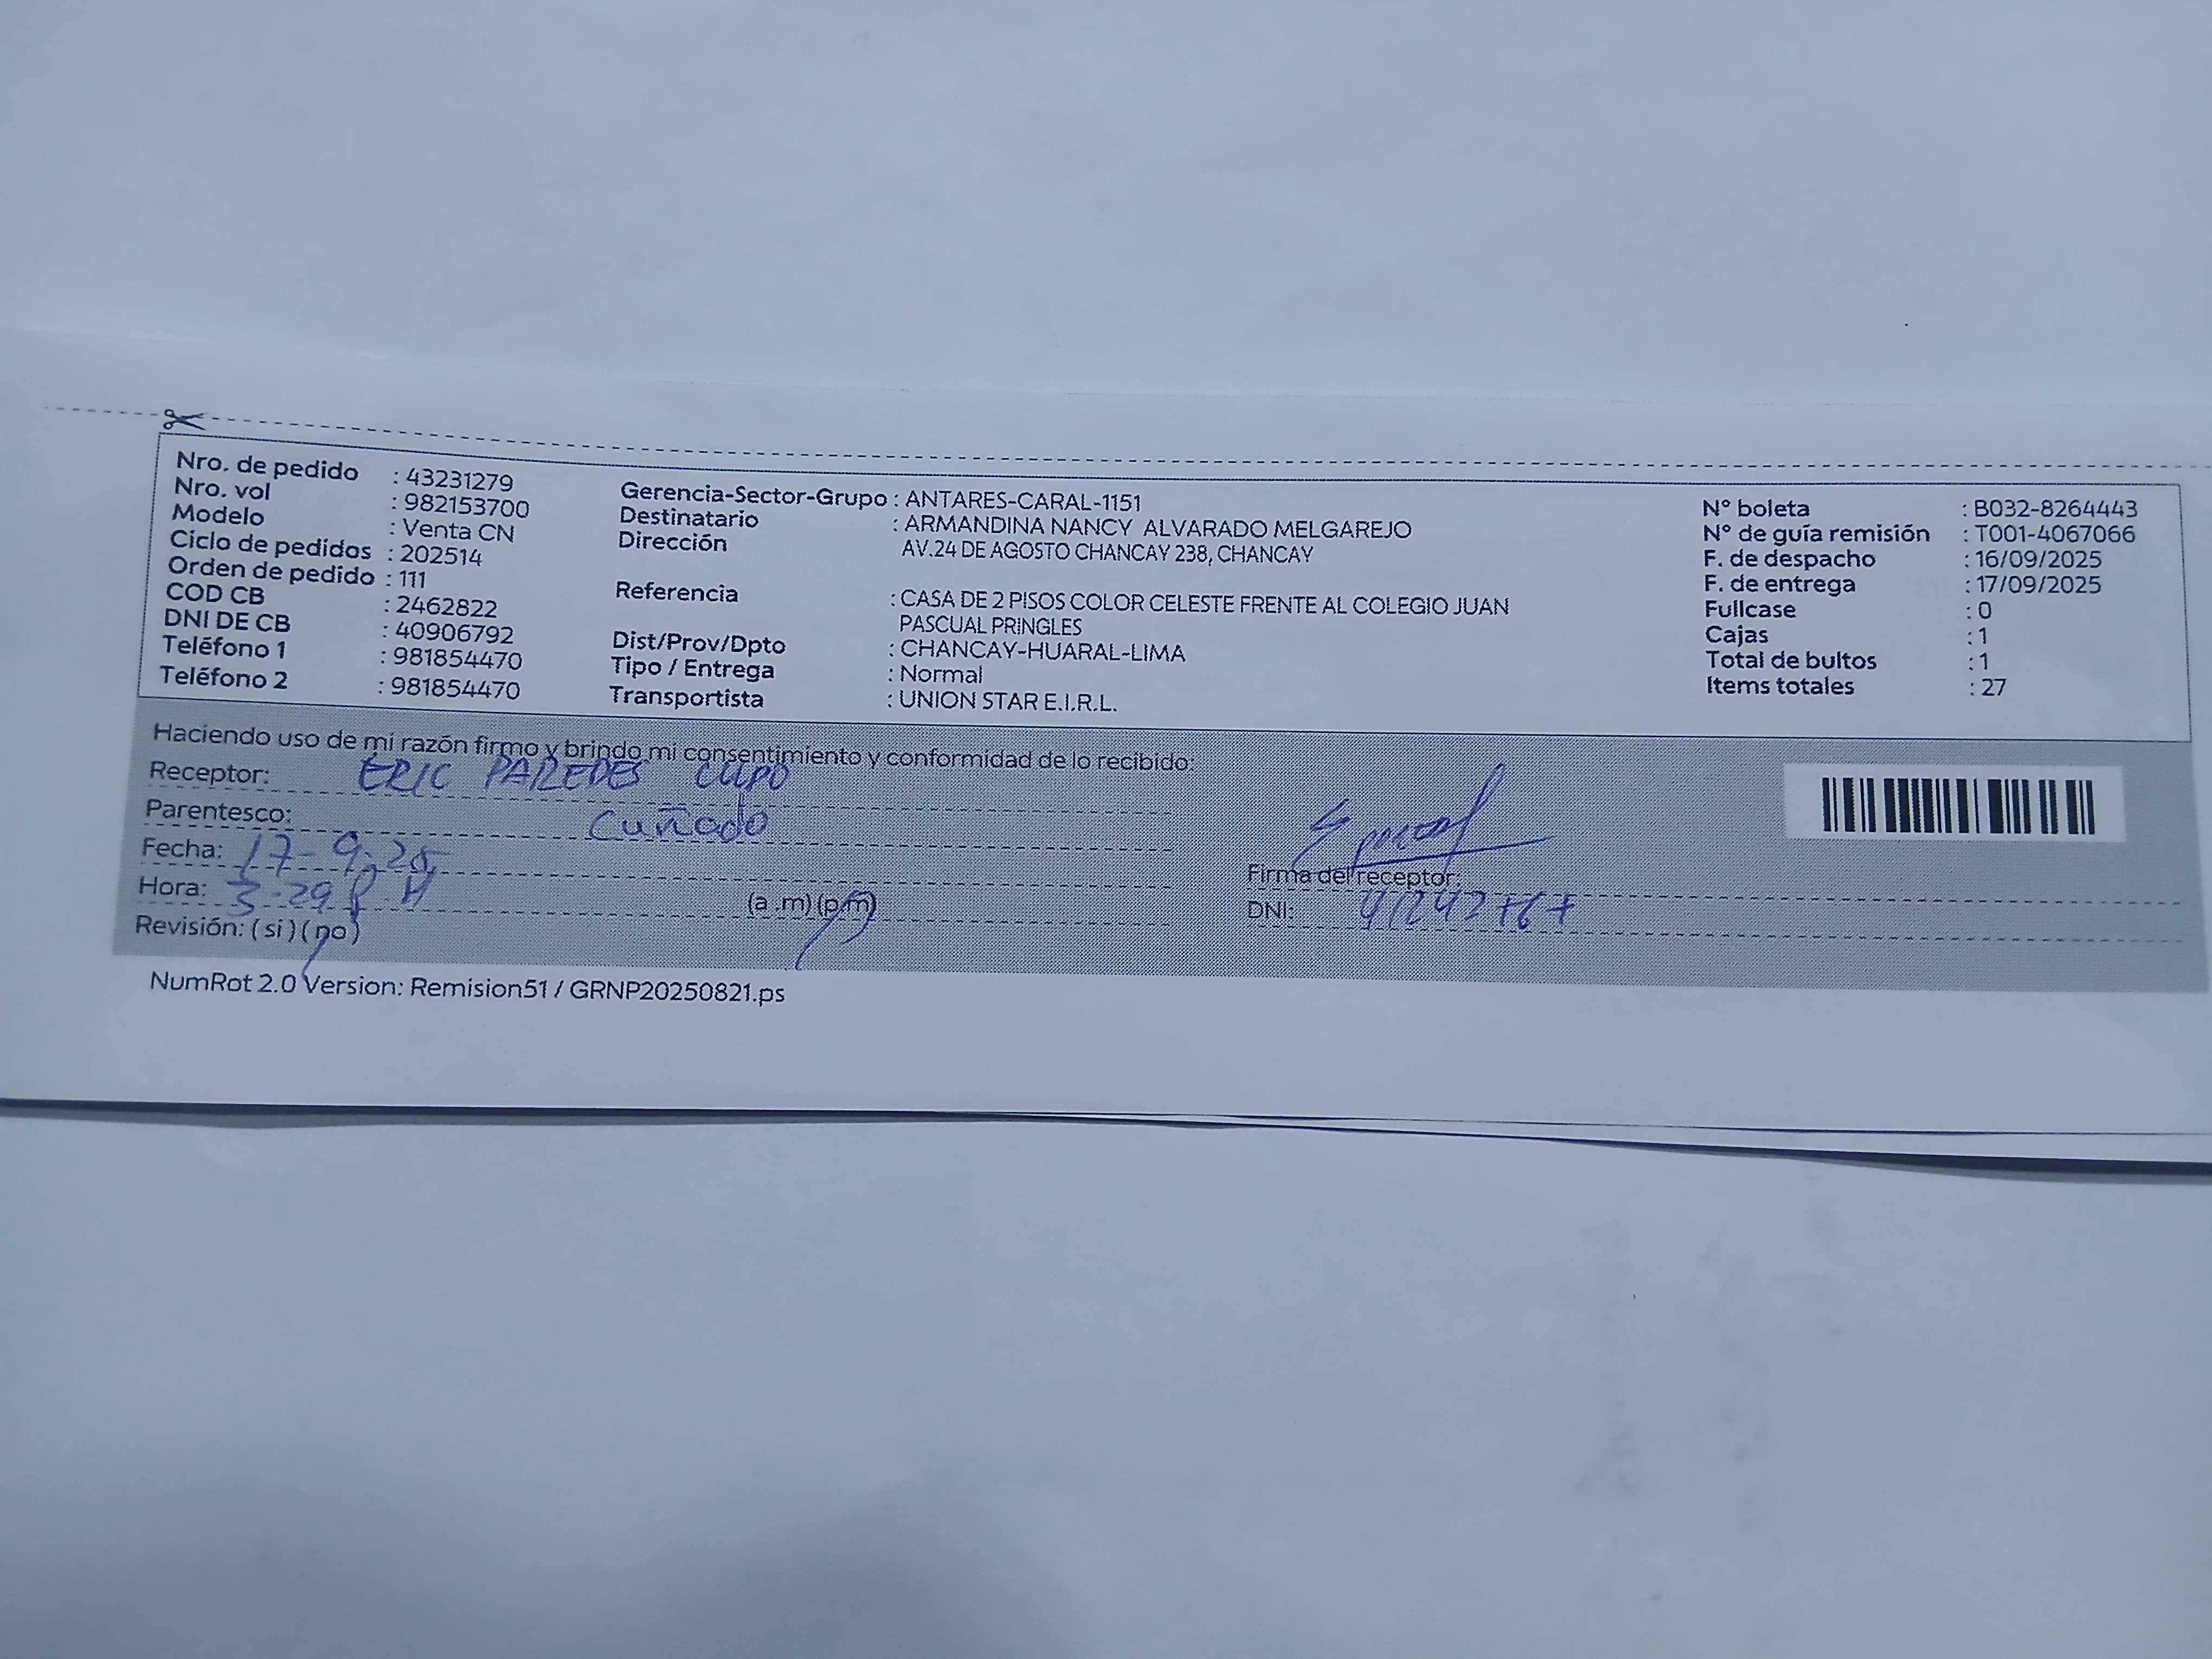 Nro. de pedido : 43231279
Nro. vol : 982153700
Modelo : Venta CN
Ciclo de pedidos : 202514
Orden de pedido : 111
COD CB : 2462822
DNI DE CB : 40906792
Teléfono 1 : 981854470
Teléfono 2 : 981854470
Gerencia-Sector-Grupo : ANTARES-CARAL-1151
Destinatario : ARMANDINA NANCY ALVARADO MELGAREJO
Dirección AV.24 DE AGOSTO CHANCAY 238, CHANCAY
Referencia : CASA DE 2 PISOS COLOR CELESTE FRENTE AL COLEGIO JUAN
PASCUAL PRINGLES
Dist/Prov/Dpto : CHANCAY-HUARAL-LIMA
Tipo / Entrega : Normal
Transportista : UNION STAR E.I.R.L.
N° boleta : B032-8264443
N° de guía remisión : T001-4067066
F. de despacho : 16/09/2025
F. de entrega : 17/09/2025
Fullcase : 0
Cajas : 1
Total de bultos : 1
Items totales : 27
Haciendo uso de mi razón firmo y brindo mi consentimiento y conformidad de lo recibido:
Receptor: ERIC PAREDES
Parentesco: Cuñado
Fecha: 17-9-25
Hora: 3-29 P.M (a .m) (p.m)
Revisión: ( si ) ( no )
Firma del receptor:
DNI:
NumRot 2.0 Version: Remision51 / GRNP20250821.ps